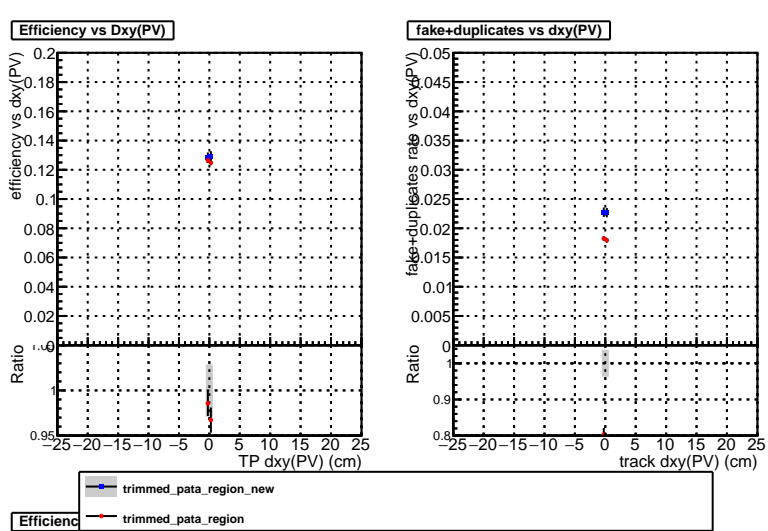 Efficiency vs Dxy(PV)
efficiency vs dxy(PV)
0.2
0.18
0.16
0.14
0.12
0.1
0.08
0.06
0.04
0.02
0
Ratio
1
0.95
−25 −20 −15 −10 −5 0 5 10 15 20 25
TP dxy(PV) (cm)
fake+duplicates vs dxy(PV)
fake+duplicates rate vs dxy(PV)
0.05
0.045
0.04
0.035
0.03
0.025
0.02
0.015
0.01
0.005
0
Ratio
1
0.9
0.8
−25 −20 −15 −10 −5 0 5 10 15 20 25
track dxy(PV) (cm)
trimmed_pata_region_new
trimmed_pata_region
Efficienc